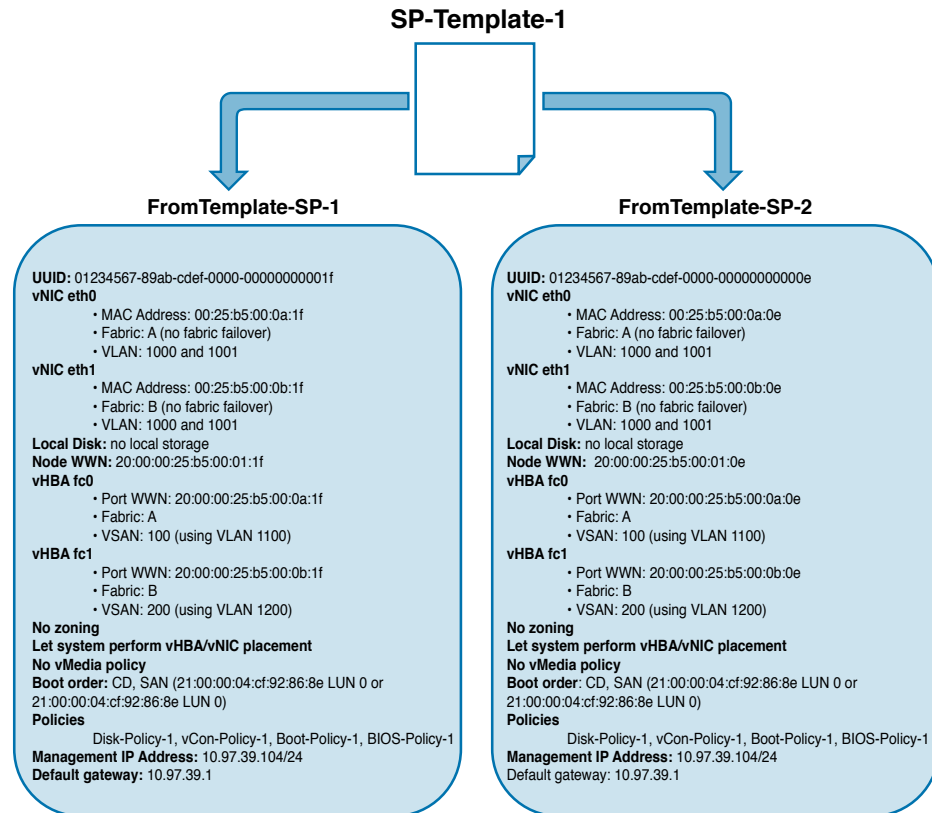 SP-Template-1
FromTemplate-SP-1
UUID: 01234567-89ab-cdef-0000-00000000001f
vNIC eth0
• MAC Address: 00:25:b5:00:0a:1f
• Fabric: A (no fabric failover)
• VLAN: 1000 and 1001
vNIC eth1
• MAC Address: 00:25:b5:00:0b:1f
• Fabric: B (no fabric failover)
• VLAN: 1000 and 1001
Local Disk: no local storage
Node WWN: 20:00:00:25:b5:00:01:1f
vHBA fc0
• Port WWN: 20:00:00:25:b5:00:0a:1f
• Fabric: A
• VSAN: 100 (using VLAN 1100)
vHBA fc1
• Port WWN: 20:00:00:25:b5:00:0b:1f
• Fabric: B
• VSAN: 200 (using VLAN 1200)
No zoning
Let system perform vHBA/vNIC placement
No vMedia policy
Boot order: CD, SAN (21:00:00:04:cf:92:86:8e LUN 0 or
21:00:00:04:cf:92:86:8e LUN 0)
Policies
Disk-Policy-1, vCon-Policy-1, Boot-Policy-1, BIOS-Policy-1
Management IP Address: 10.97.39.104/24
Default gateway: 10.97.39.1
FromTemplate-SP-2
UUID: 01234567-89ab-cdef-0000-00000000000e
vNIC eth0
• MAC Address: 00:25:b5:00:0a:0e
• Fabric: A (no fabric failover)
• VLAN: 1000 and 1001
vNIC eth1
• MAC Address: 00:25:b5:00:0b:0e
• Fabric: B (no fabric failover)
• VLAN: 1000 and 1001
Local Disk: no local storage
Node WWN: 20:00:00:25:b5:00:01:0e
vHBA fc0
• Port WWN: 20:00:00:25:b5:00:0a:0e
• Fabric: A
• VSAN: 100 (using VLAN 1100)
vHBA fc1
• Port WWN: 20:00:00:25:b5:00:0b:0e
• Fabric: B
• VSAN: 200 (using VLAN 1200)
No zoning
Let system perform vHBA/vNIC placement
No vMedia policy
Boot order: CD, SAN (21:00:00:04:cf:92:86:8e LUN 0 or
21:00:00:04:cf:92:86:8e LUN 0)
Policies
Disk-Policy-1, vCon-Policy-1, Boot-Policy-1, BIOS-Policy-1
Management IP Address: 10.97.39.104/24
Default gateway: 10.97.39.1